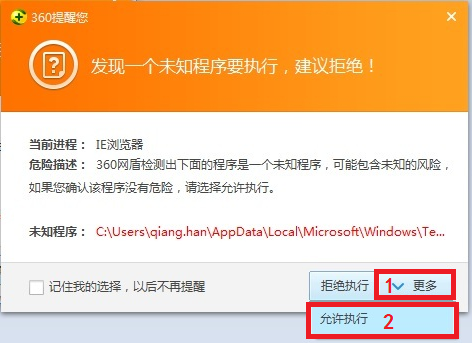 360提醒您
发现一个未知程序要执行，建议拒绝！
当前进程： IE浏览器
危险描述： 360网盾检测出下面的程序是一个未知程序，可能包含未知的风险，
如果您确认该程序没有危险，请选择允许执行。
未知程序： C:\Users\qiang.han\AppData\Local\Microsoft\Windows\Te...
记住我的选择，以后不再提醒
拒绝执行 1 更多
允许执行 2